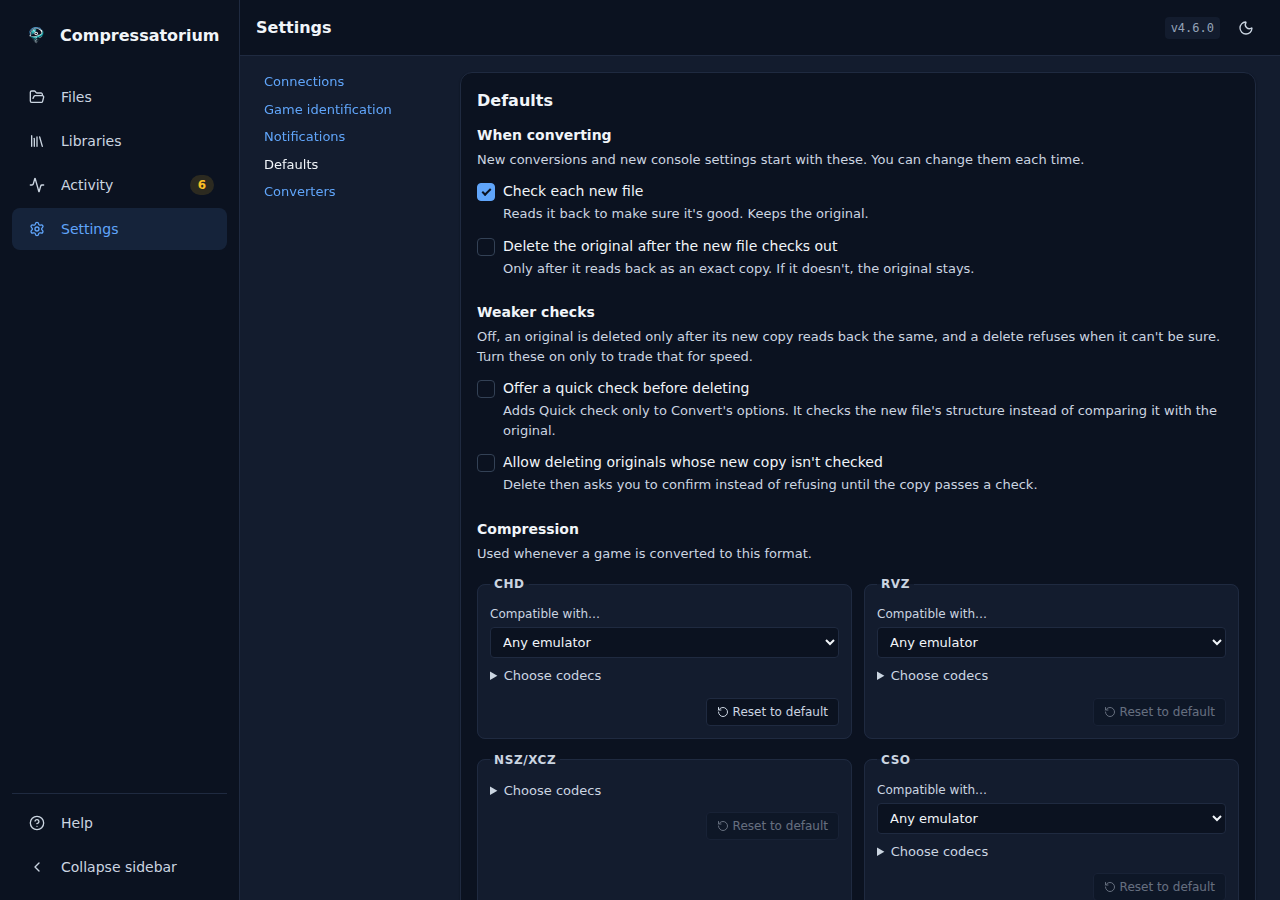 Compressatorium
Files
Libraries
Activity
6
Settings
Help
Collapse sidebar
Settings
v4.6.0
Connections
Game identification
Notifications
Defaults
Converters
Defaults
When converting
New conversions and new console settings start with these. You can change them each time.
Check each new file
Reads it back to make sure it's good. Keeps the original.
Delete the original after the new file checks out
Only after it reads back as an exact copy. If it doesn't, the original stays.
Weaker checks
Off, an original is deleted only after its new copy reads back the same, and a delete refuses when it can't be sure.
Turn these on only to trade that for speed.
Offer a quick check before deleting
Adds Quick check only to Convert's options. It checks the new file's structure instead of comparing it with the
original.
Allow deleting originals whose new copy isn't checked
Delete then asks you to confirm instead of refusing until the copy passes a check.
Compression
Used whenever a game is converted to this format.
CHD
Compatible with…
Any emulator
Choose codecs
Reset to default
RVZ
Compatible with…
Any emulator
Choose codecs
Reset to default
NSZ/XCZ
Choose codecs
Reset to default
CSO
Compatible with…
Any emulator
Choose codecs
Reset to default